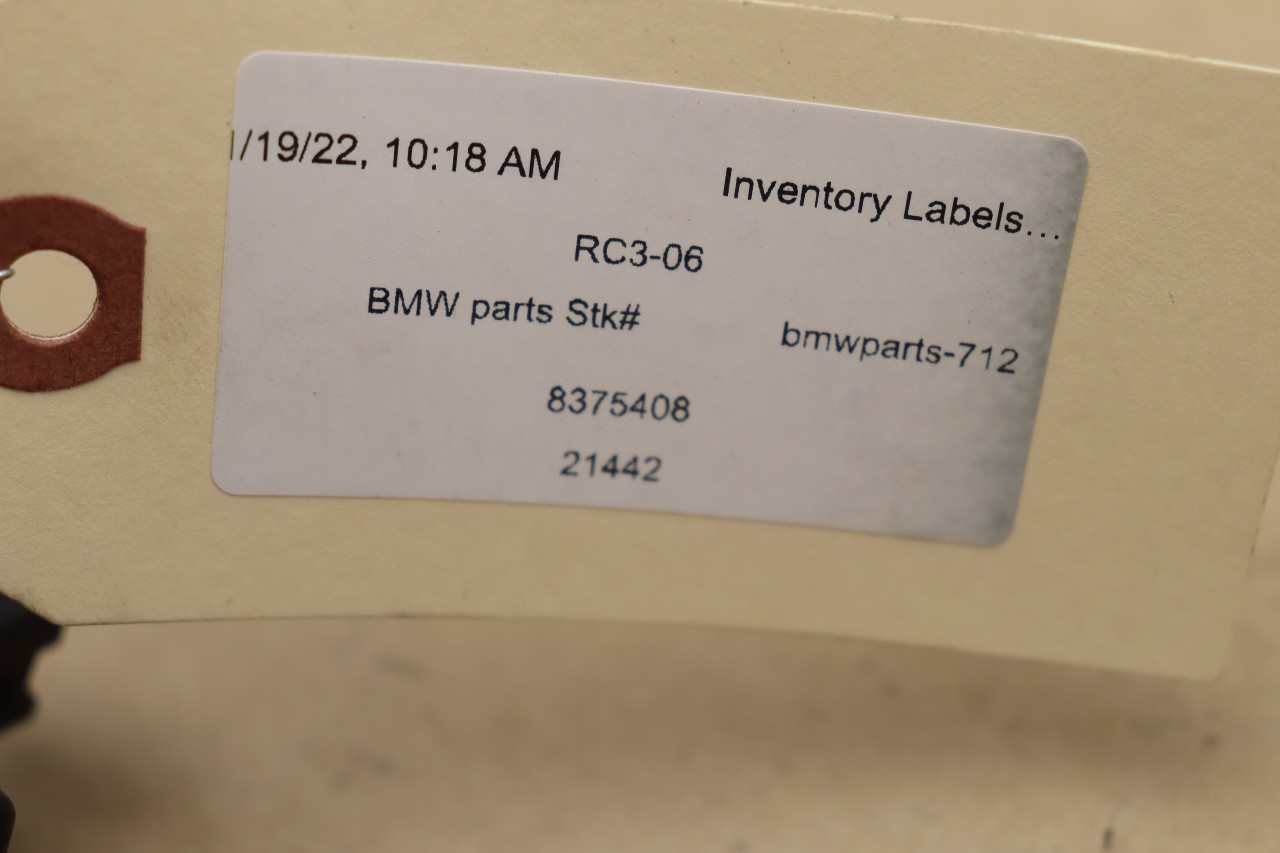 /19/22, 10:18 AM
Inventory Labels...
RC3-06
BMW parts Stk#
bmwparts-712
8375408
21442